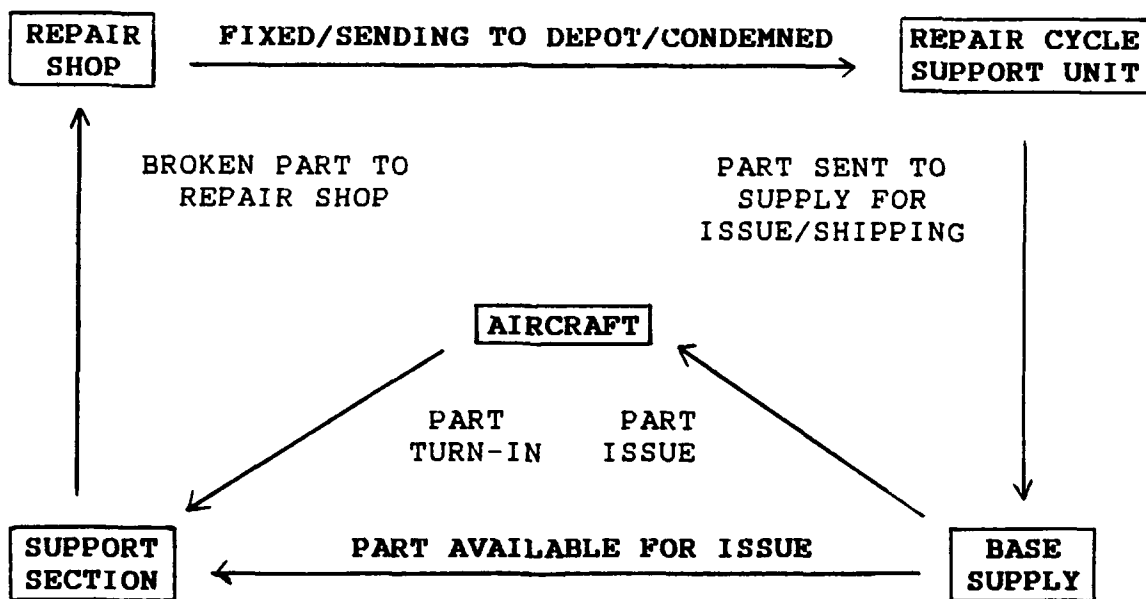 REPAIR
SHOP
FIXED/SENDING TO DEPOT/CONDEMNED
REPAIR CYCLE
SUPPORT UNIT
BROKEN PART TO
REPAIR SHOP
PART SENT TO
SUPPLY FOR
ISSUE/SHIPPING
AIRCRAFT
PART
TURN-IN
PART
ISSUE
SUPPORT
SECTION
PART AVAILABLE FOR ISSUE
BASE
SUPPLY